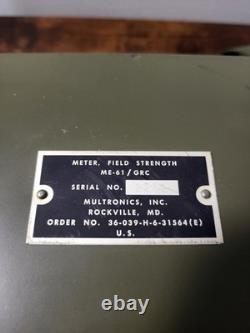 METER, FIELD STRENGTH
ME-61/GRC
SERIAL NO.
MULTRONICS, INC.
ROCKVILLE, MD.
ORDER NO. 36-039-H-6-31564(E)
U.S.